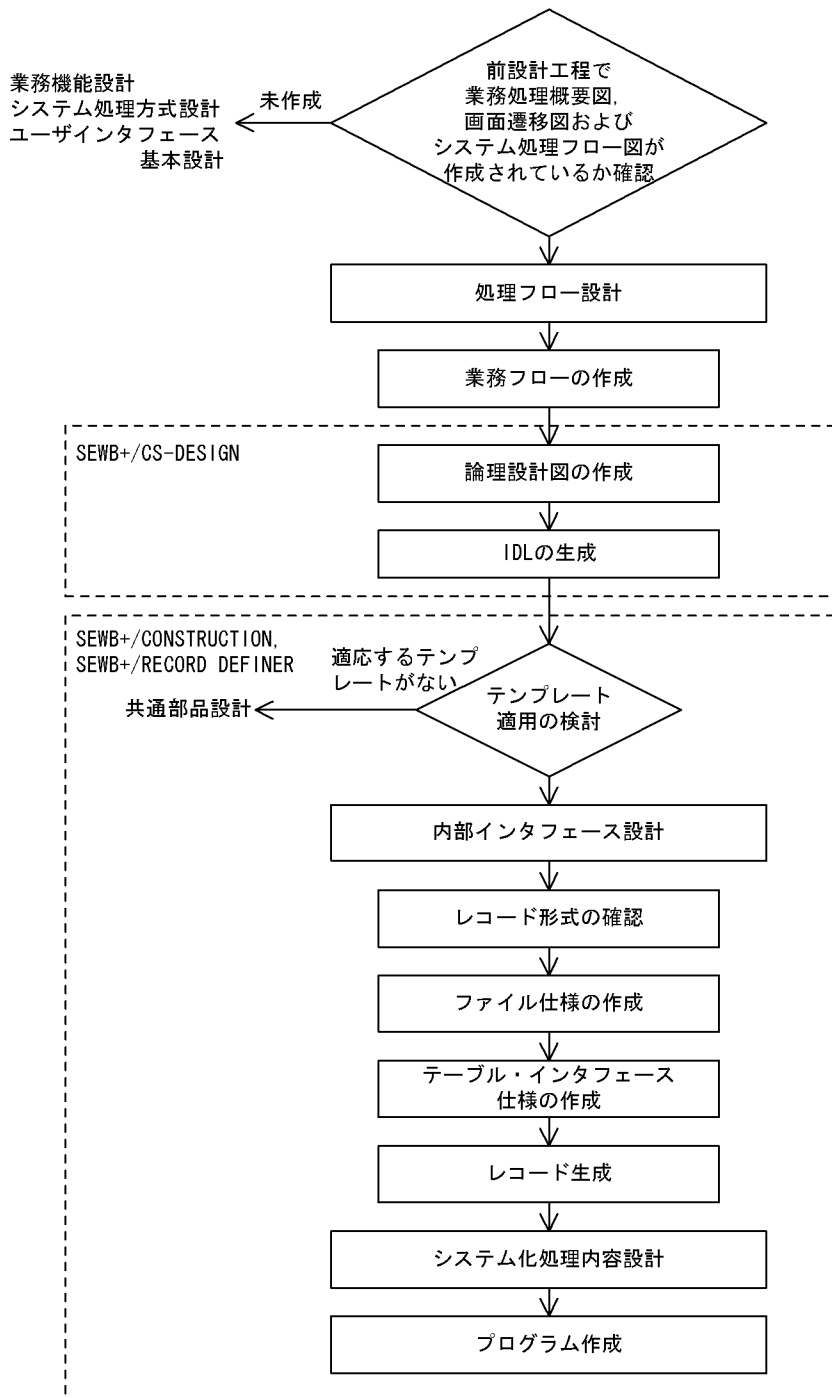 前設計工程で
業務処理概要図,
画面遷移図および
システム処理フロー図が
作成されているか確認
未作成
業務機能設計
システム処理方式設計
ユーザインタフェース
基本設計
処理フロー設計
業務フローの作成
SEWB+/CS-DESIGN
論理設計図の作成
IDLの生成
SEWB+/CONSTRUCTION,
SEWB+/RECORD DEFINER
適応するテンプ
レートがない
共通部品設計
テンプレート
適用の検討
内部インタフェース設計
レコード形式の確認
ファイル仕様の作成
テーブル・インタフェース
仕様の作成
レコード生成
システム化処理内容設計
プログラム作成